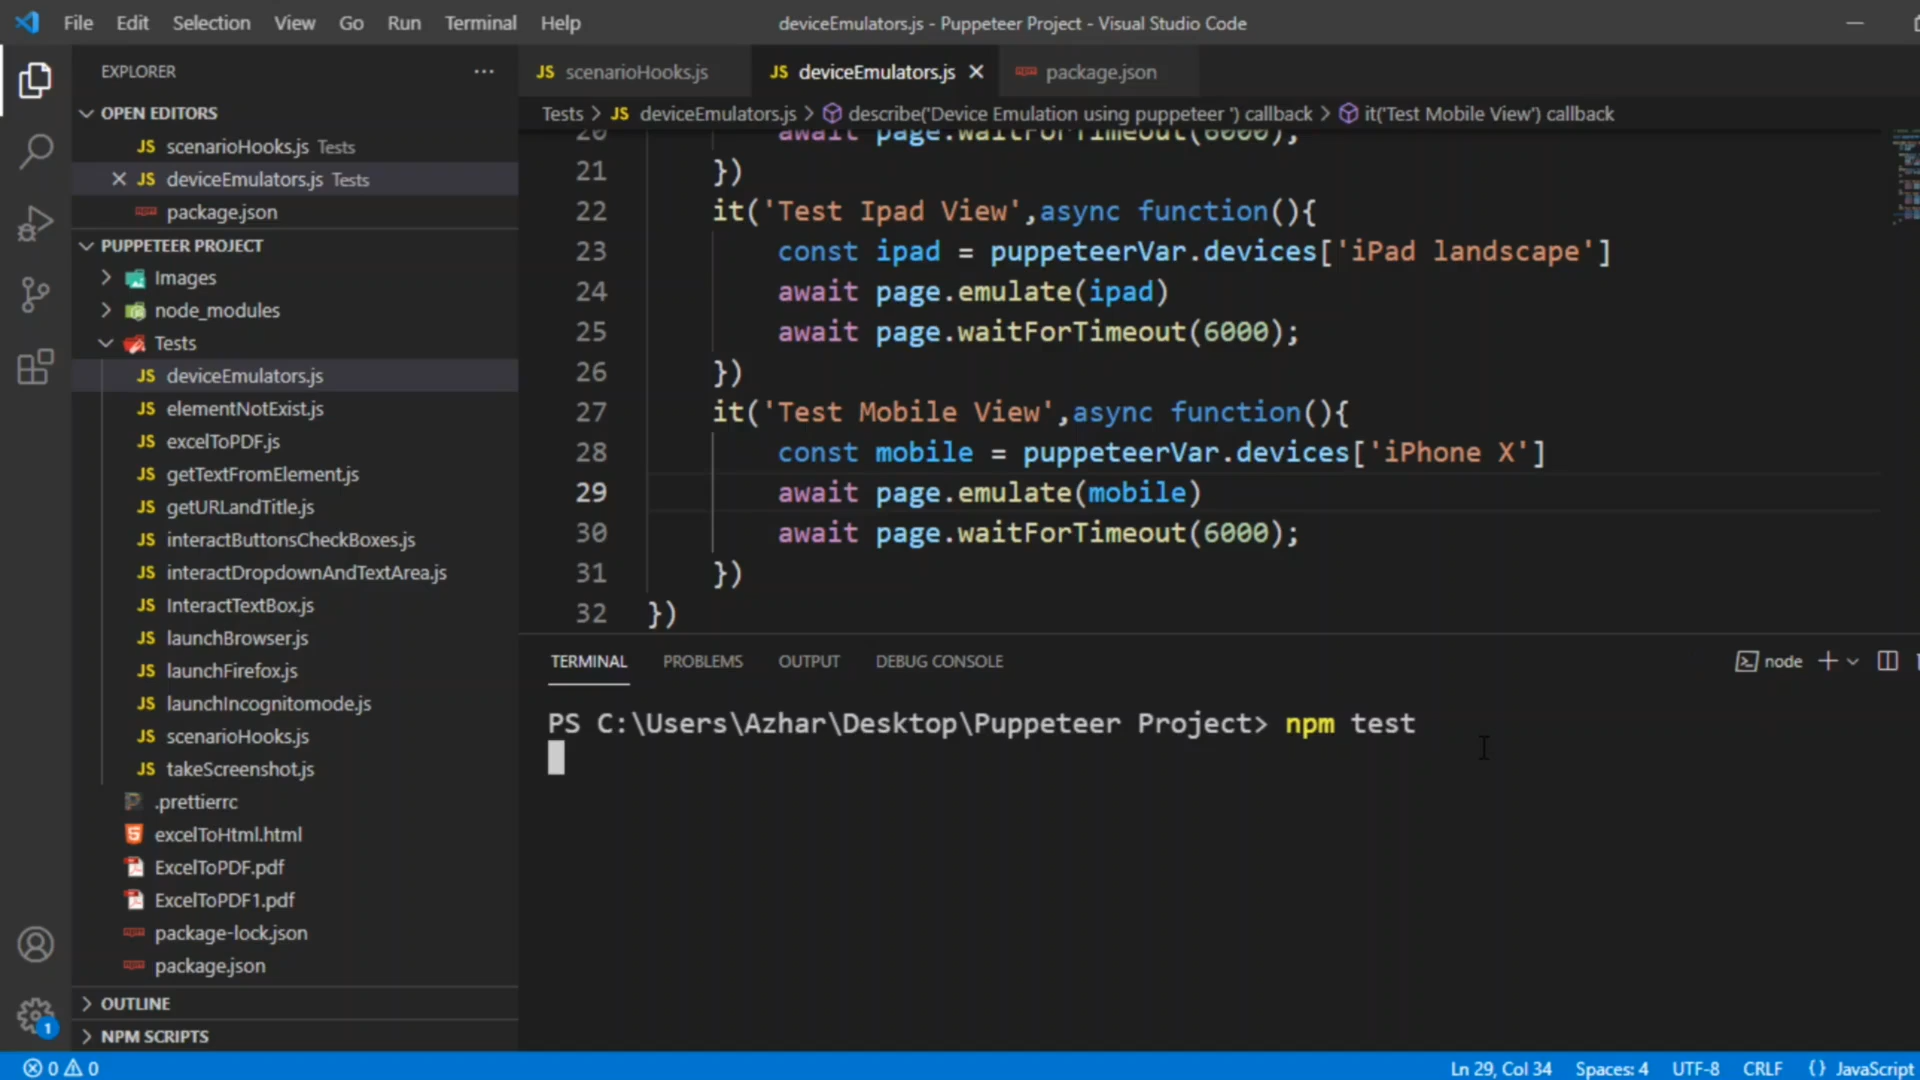 File Edit Selection View Go Run Terminal Help
deviceEmulators.js - Puppeteer Project - Visual Studio Code
EXPLORER
OPEN EDITORS
JS scenarioHooks.js Tests
JS deviceEmulators.js Tests
package.json
PUPPETEER PROJECT
Images
node_modules
Tests
JS deviceEmulators.js
JS elementNotExist.js
JS excelToPDF.js
JS getTextFromElement.js
JS getURLandTitle.js
JS interactButtonsCheckBoxes.js
JS interactDropdownAndTextArea.js
JS InteractTextBox.js
JS launchBrowser.js
JS launchFirefox.js
JS launchIncognitomode.js
JS scenarioHooks.js
JS takeScreenshot.js
.prettierrc
excelToHtml.html
ExcelToPDF.pdf
ExcelToPDF1.pdf
package-lock.json
package.json
OUTLINE
NPM SCRIPTS
JS scenarioHooks.js
JS deviceEmulators.js
package.json
Tests > JS deviceEmulators.js > describe('Device Emulation using puppeteer ') callback > it('Test Mobile View') callback
20 await page.waitForTimeout(6000);
21 })
22 it('Test Ipad View',async function(){
23 const ipad = puppeteerVar.devices['iPad landscape']
24 await page.emulate(ipad)
25 await page.waitForTimeout(6000);
26 })
27 it('Test Mobile View',async function(){
28 const mobile = puppeteerVar.devices['iPhone X']
29 await page.emulate(mobile)
30 await page.waitForTimeout(6000);
31 })
32 })
TERMINAL PROBLEMS OUTPUT DEBUG CONSOLE
node
PS C:\Users\Azhar\Desktop\Puppeteer Project> npm test
1
0 0
Ln 29, Col 34 Spaces: 4 UTF-8 CRLF {} JavaScript